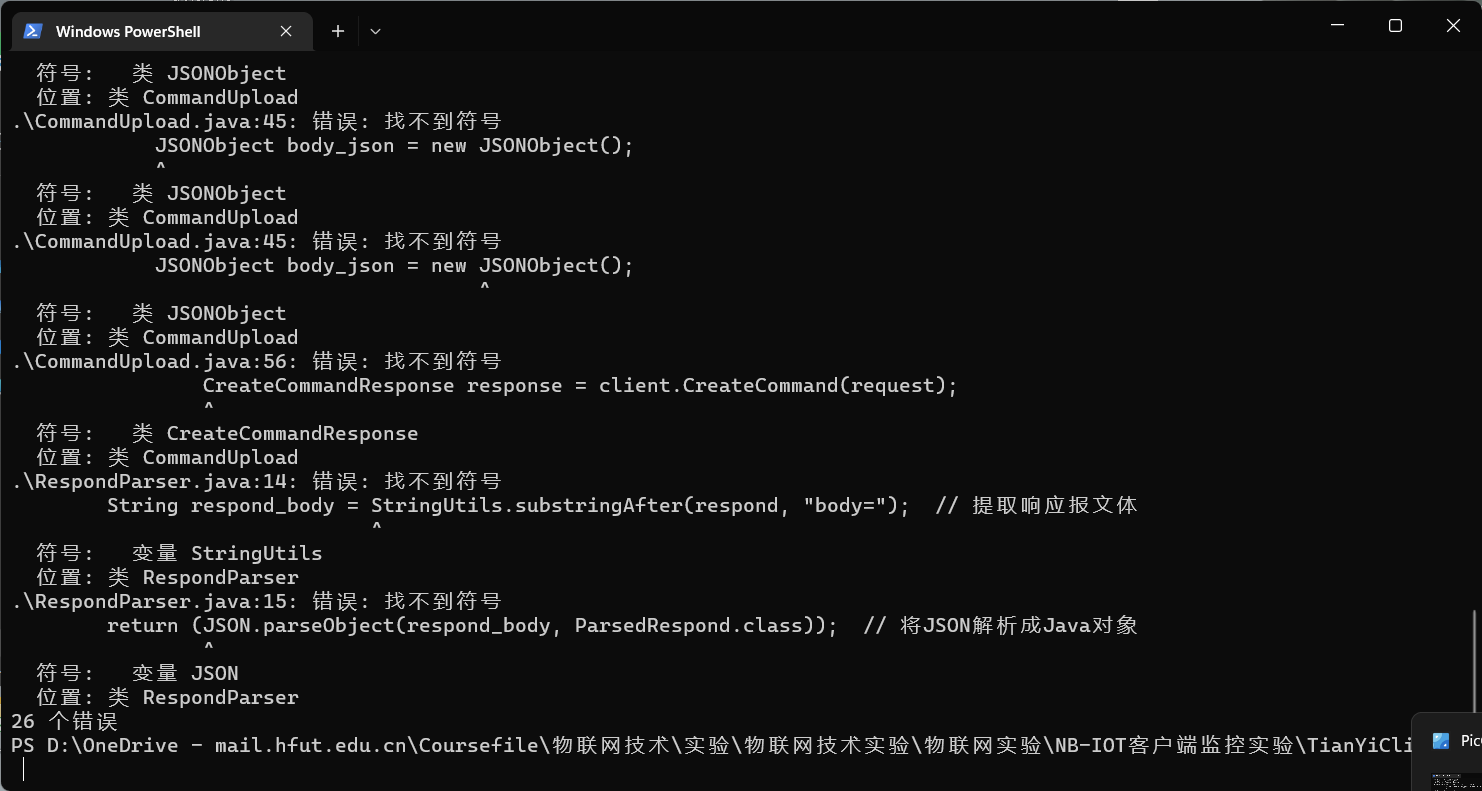 Windows PowerShell
符号:   类 JSONObject
位置: 类 CommandUpload
.\CommandUpload.java:45: 错误: 找不到符号
JSONObject body_json = new JSONObject();
^
符号:   类 JSONObject
位置: 类 CommandUpload
.\CommandUpload.java:45: 错误: 找不到符号
JSONObject body_json = new JSONObject();
^
符号:   类 JSONObject
位置: 类 CommandUpload
.\CommandUpload.java:56: 错误: 找不到符号
CreateCommandResponse response = client.CreateCommand(request);
^
符号:   类 CreateCommandResponse
位置: 类 CommandUpload
.\RespondParser.java:14: 错误: 找不到符号
String respond_body = StringUtils.substringAfter(respond, "body=");  // 提取响应报文体
^
符号:   变量 StringUtils
位置: 类 RespondParser
.\RespondParser.java:15: 错误: 找不到符号
return (JSON.parseObject(respond_body, ParsedRespond.class));  // 将JSON解析成Java对象
^
符号:   变量 JSON
位置: 类 RespondParser
26 个错误
PS D:\OneDrive - mail.hfut.edu.cn\Coursefile\物联网技术\实验\物联网技术实验\物联网实验\NB-IOT客户端监控实验\TianYiCli